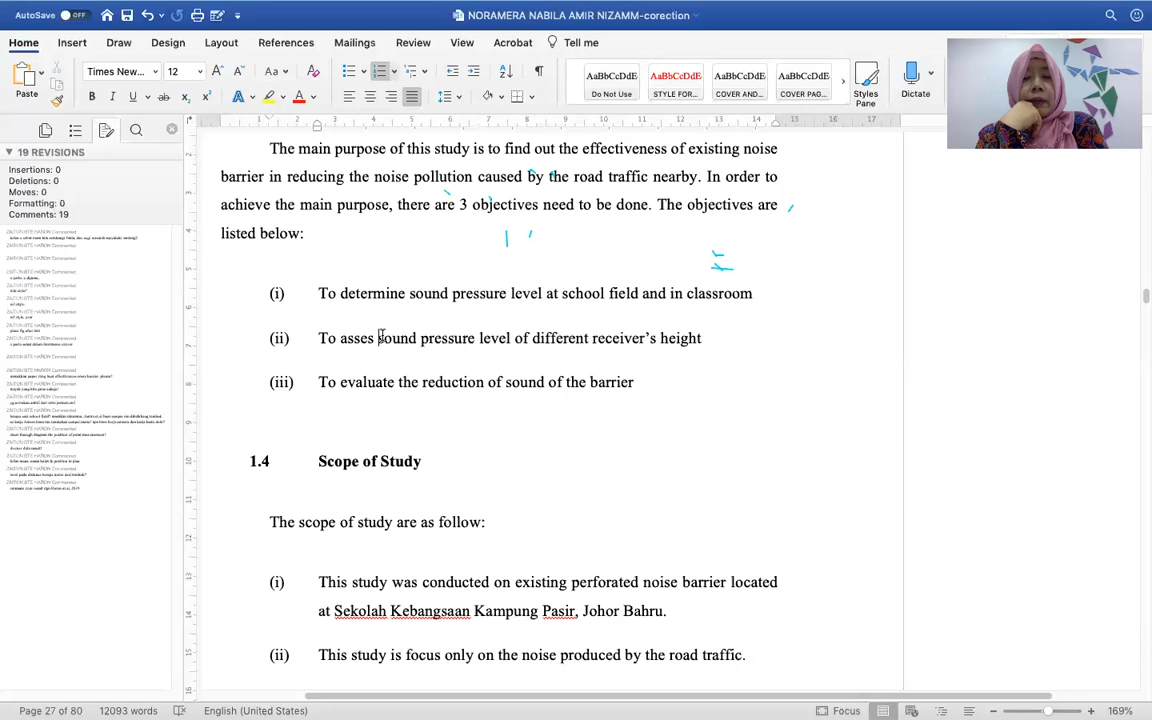 AutoSave OFF
NORAMERA NABILA AMIR NIZAMM-corection
Home Insert Draw Design Layout References Mailings Review View Acrobat Tell me
Paste
Times New... 12
Aa
B I U ab x₂ x² A A
AaBbCcDdE AaBbCcDdE AaBbCcDdE AaBbCcDdE
Do Not Use STYLE FOR... COVER AND... COVER PAG...
Styles Pane
Dictate
19 REVISIONS
Insertions: 0
Deletions: 0
Moves: 0
Formatting: 0
Comments: 19
The main purpose of this study is to find out the effectiveness of existing noise
barrier in reducing the noise pollution caused by the road traffic nearby. In order to
achieve the main purpose, there are 3 objectives need to be done. The objectives are
listed below:
(i) To determine sound pressure level at school field and in classroom
(ii) To asses sound pressure level of different receiver's height
(iii) To evaluate the reduction of sound of the barrier
1.4 Scope of Study
The scope of study are as follow:
(i) This study was conducted on existing perforated noise barrier located
at Sekolah Kebangsaan Kampung Pasir, Johor Bahru.
(ii) This study is focus only on the noise produced by the road traffic.
Page 27 of 80 12093 words English (United States) Focus 169%